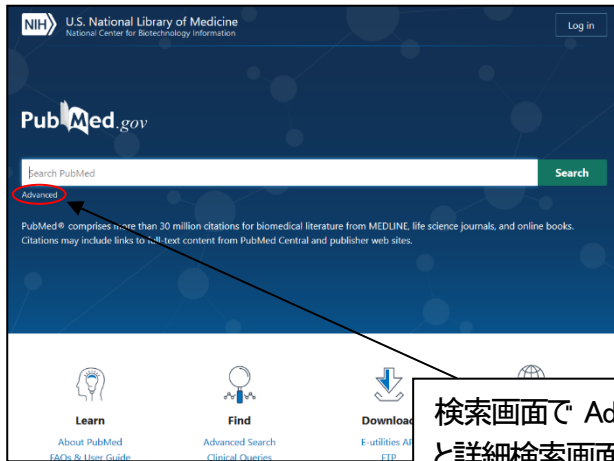 NIH U.S. National Library of Medicine
National Center for Biotechnology Information
Log in
PubMed.gov
Search PubMed
Search
Advanced
PubMed® comprises more than 30 million citations for biomedical literature from MEDLINE, life science journals, and online books.
Citations may include links to full-text content from PubMed Central and publisher web sites.
Learn
Find
Download
About PubMed
Advanced Search
E-utilities AP
FAQs & User Guide
Clinical Queries
FTP
検索画面で Ad
と詳細検索画面